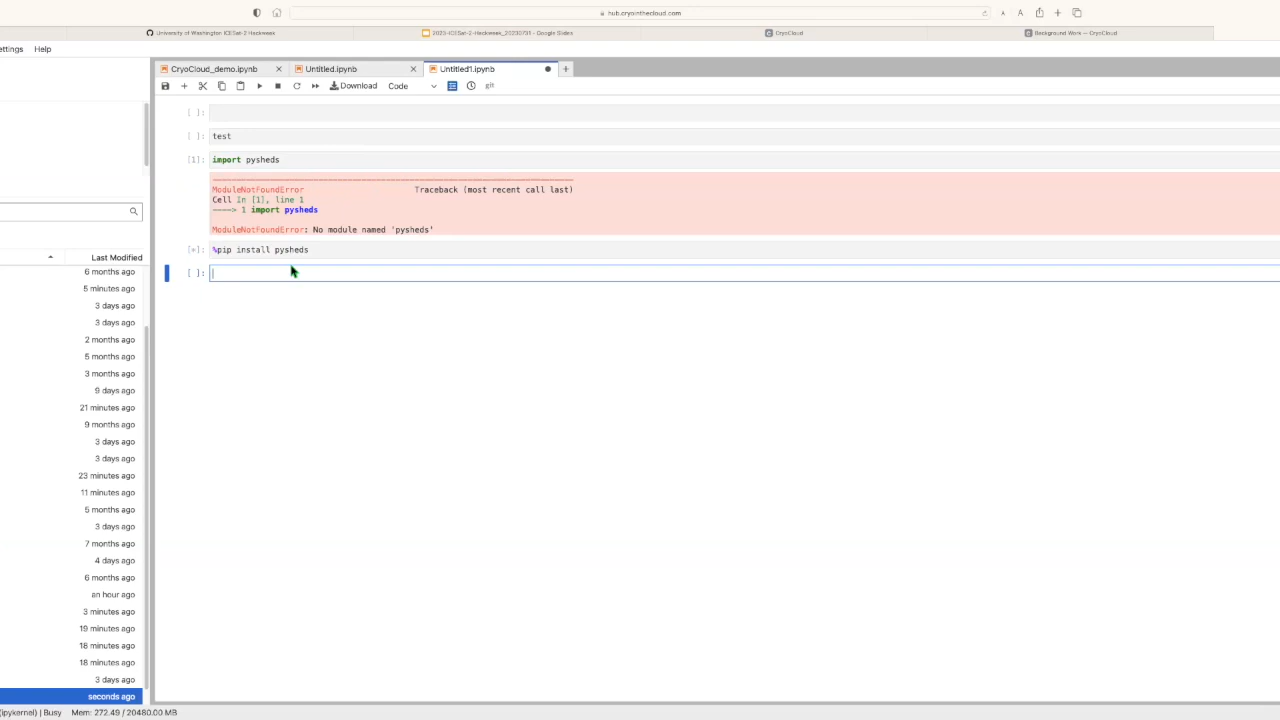 hub.cryointhecloud.com
A A
University of Washington ICESat-2 Hackweek
2023-ICESat-2-Hackweek_20230731 - Google Slides
CryoCloud
Background Work — CryoCloud
ettings Help
CryoCloud_demo.ipynb
Untitled.ipynb
Untitled1.ipynb
Download Code git
[ ]:
[ ]: test
[1]: import pysheds
ModuleNotFoundError Traceback (most recent call last)
Cell In [1], line 1
----> 1 import pysheds
ModuleNotFoundError: No module named 'pysheds'
[*]: %pip install pysheds
[ ]:
Last Modified
6 months ago
5 minutes ago
3 days ago
3 days ago
2 months ago
5 months ago
3 months ago
9 days ago
21 minutes ago
9 months ago
3 days ago
3 days ago
23 minutes ago
11 minutes ago
5 months ago
3 days ago
7 months ago
4 days ago
6 months ago
an hour ago
3 minutes ago
19 minutes ago
18 minutes ago
18 minutes ago
3 days ago
seconds ago
(ipykernel) | Busy Mem: 272.49 / 20480.00 MB